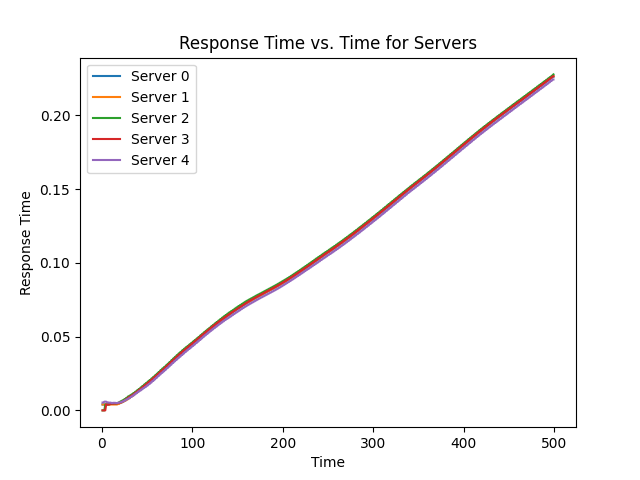 Response Time vs. Time for Servers
Server 0
Server 1
Server 2
Server 3
Server 4
0.20
0.15
0.10
0.05
0.00
Response Time
0 100 200 300 400 500
Time